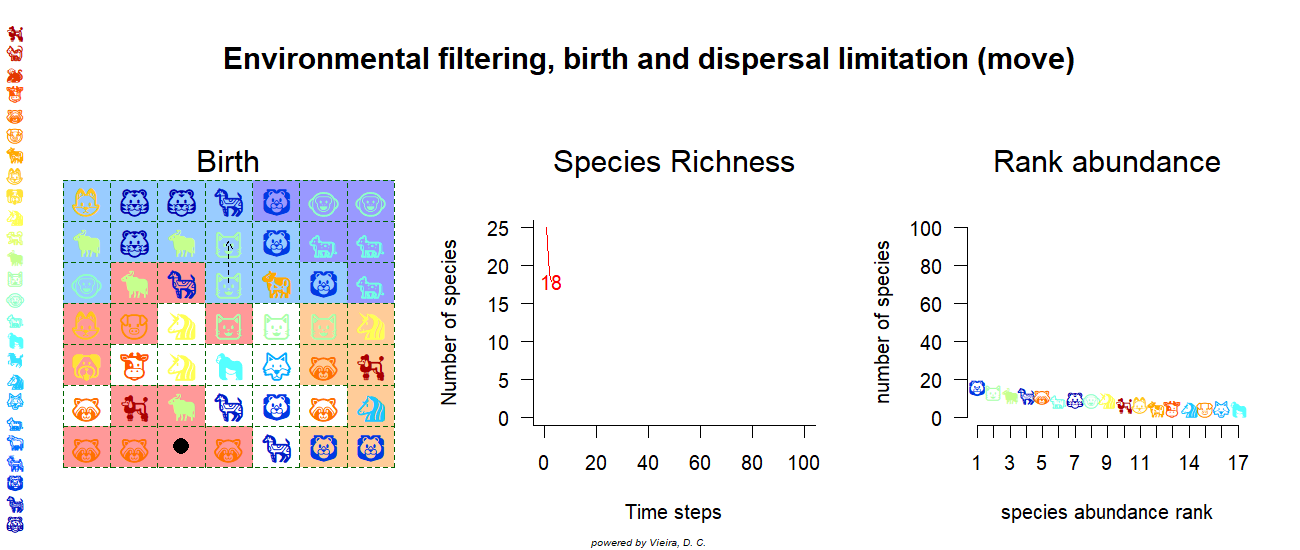 Environmental filtering, birth and dispersal limitation (move)
Birth
Species Richness
Rank abundance
Number of species
25
20
15
10
5
0
18
0 20 40 60 80 100
Time steps
number of species
100
80
60
40
20
0
1 3 5 7 9 11 14 17
species abundance rank
powered by Vieira, D. C.